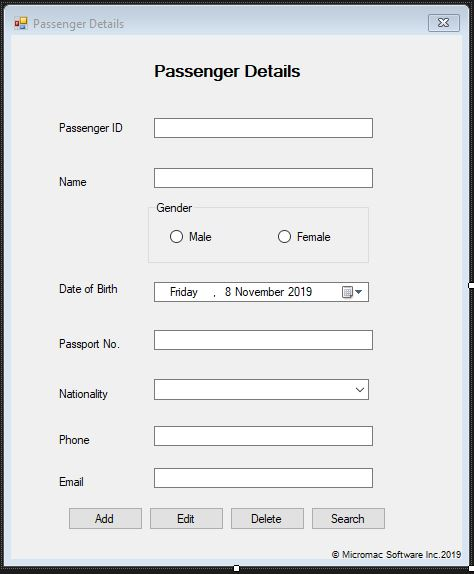 Passenger Details
Passenger Details
Passenger ID
Name
Gender
Male Female
Date of Birth Friday , 8 November 2019
Passport No.
Nationality
Phone
Email
Add Edit Delete Search
© Micromac Software Inc.2019